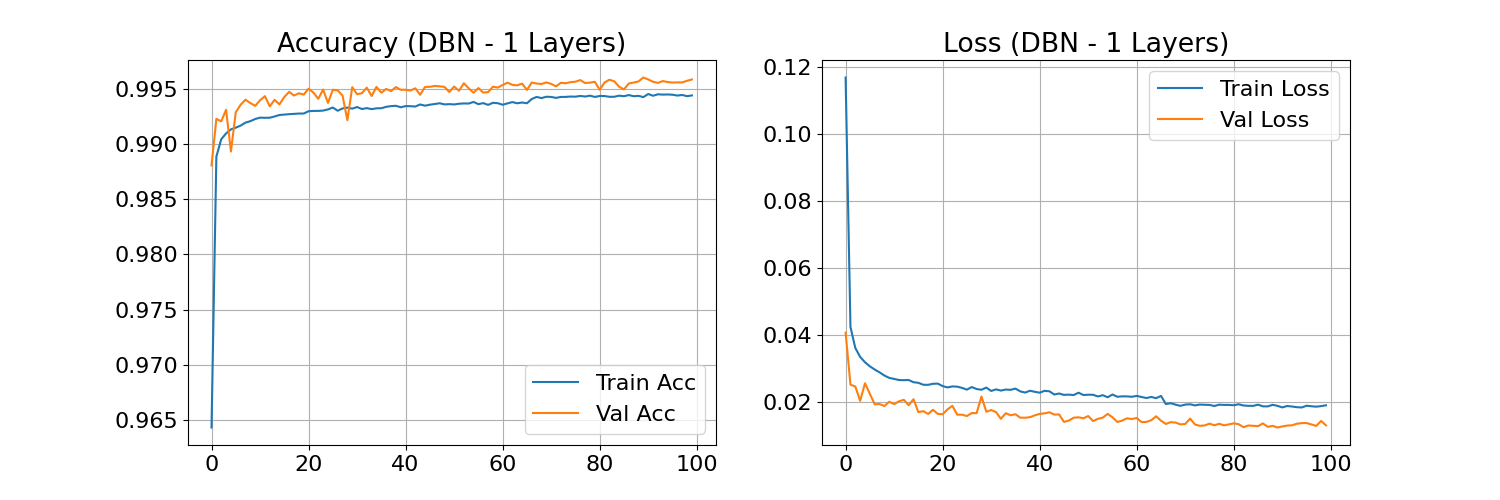 Accuracy (DBN - 1 Layers)
0.995
0.990
0.985
0.980
0.975
0.970
0.965
Train Acc
Val Acc
0 20 40 60 80 100
Loss (DBN - 1 Layers)
0.12
0.10
0.08
0.06
0.04
0.02
Train Loss
Val Loss
0 20 40 60 80 100